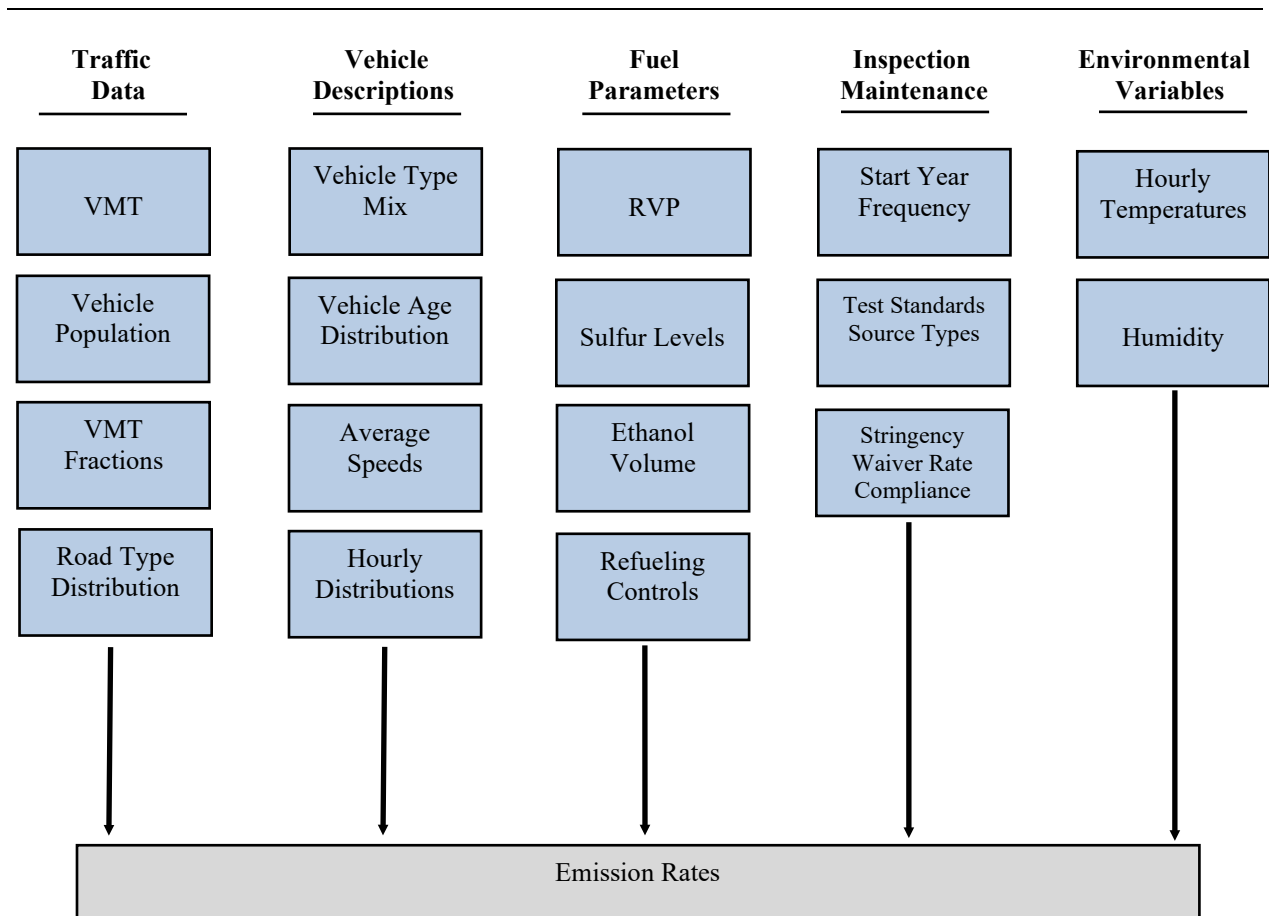 Traffic
Data
Vehicle
Descriptions
Fuel
Parameters
Inspection
Maintenance
Environmental
Variables
VMT
Vehicle
Population
VMT
Fractions
Road Type
Distribution
Vehicle Type
Mix
Vehicle Age
Distribution
Average
Speeds
Hourly
Distributions
RVP
Sulfur Levels
Ethanol
Volume
Refueling
Controls
Start Year
Frequency
Test Standards
Source Types
Stringency
Waiver Rate
Compliance
Hourly
Temperatures
Humidity
Emission Rates